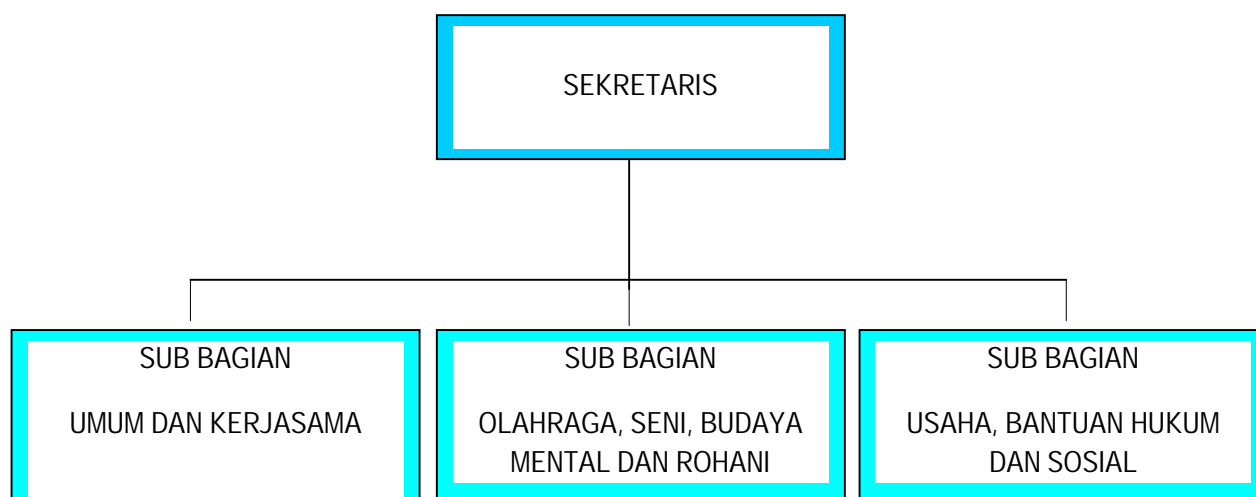 SEKRETARIS
SUB BAGIAN
UMUM DAN KERJASAMA
SUB BAGIAN
OLAHRAGA, SENI, BUDAYA
MENTAL DAN ROHANI
SUB BAGIAN
USAHA, BANTUAN HUKUM
DAN SOSIAL